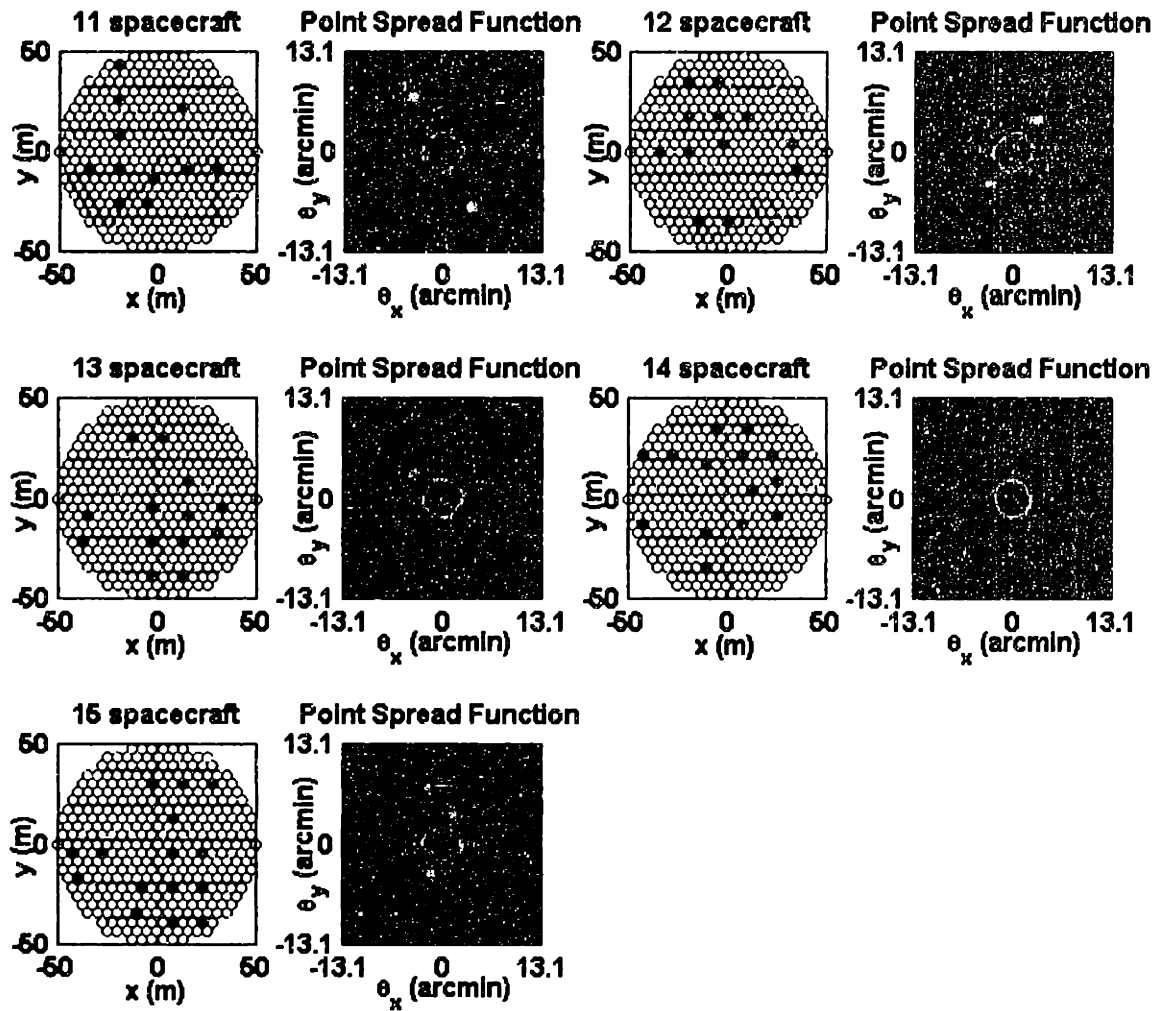 11 spacecraft Point Spread Function 12 spacecraft Point Spread Function
50 13.1 50 13.1
y (m) 0 θy (arcmin) 0 y (m) 0 θy (arcmin) 0
-50 -13.1 -50 -13.1
-50 0 50 -13.1 0 13.1 -50 0 50 -13.1 0 13.1
x (m) θx (arcmin) x (m) θx (arcmin)
13 spacecraft Point Spread Function 14 spacecraft Point Spread Function
50 13.1 50 13.1
y (m) 0 θy (arcmin) 0 y (m) 0 θy (arcmin) 0
-50 -13.1 -50 -13.1
-50 0 50 -13.1 0 13.1 -50 0 50 -13.1 0 13.1
x (m) θx (arcmin) x (m) θx (arcmin)
15 spacecraft Point Spread Function
50 13.1
y (m) 0 θy (arcmin) 0
-50 -13.1
-50 0 50 -13.1 0 13.1
x (m) θx (arcmin)